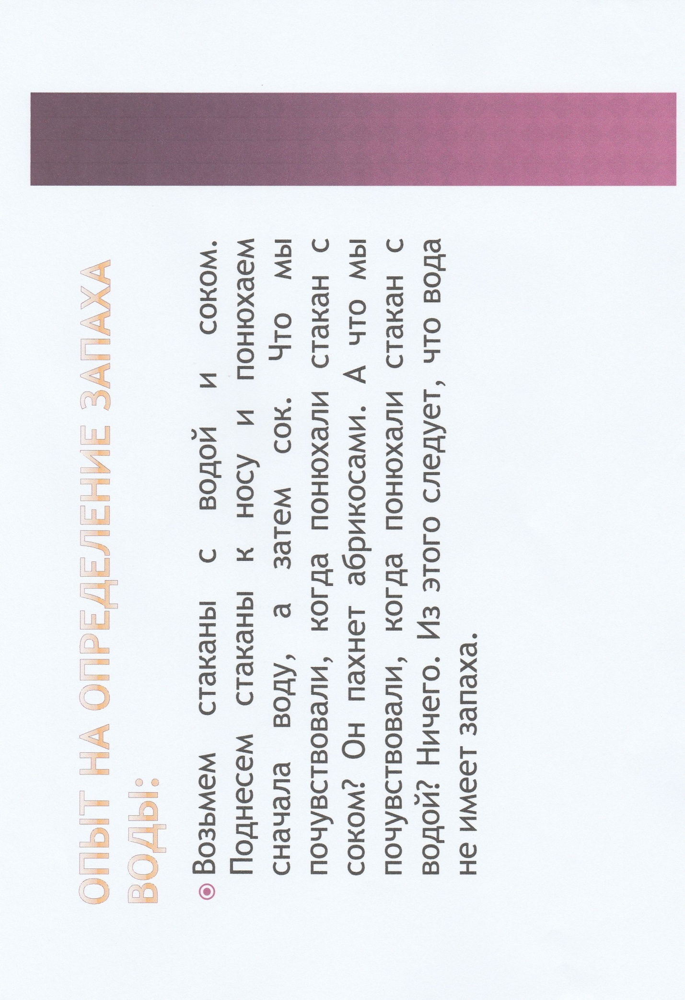 ОПЫТ НА ОПРЕДЕЛЕНИЕ ЗАПАХА
ВОДЫ:
Возьмем стаканы с водой и соком.
Поднесем стаканы к носу и понюхаем
сначала воду, а затем сок. Что мы
почувствовали, когда понюхали стакан с
соком? Он пахнет абрикосами. А что мы
почувствовали, когда понюхали стакан с
водой? Ничего. Из этого следует, что вода
не имеет запаха.